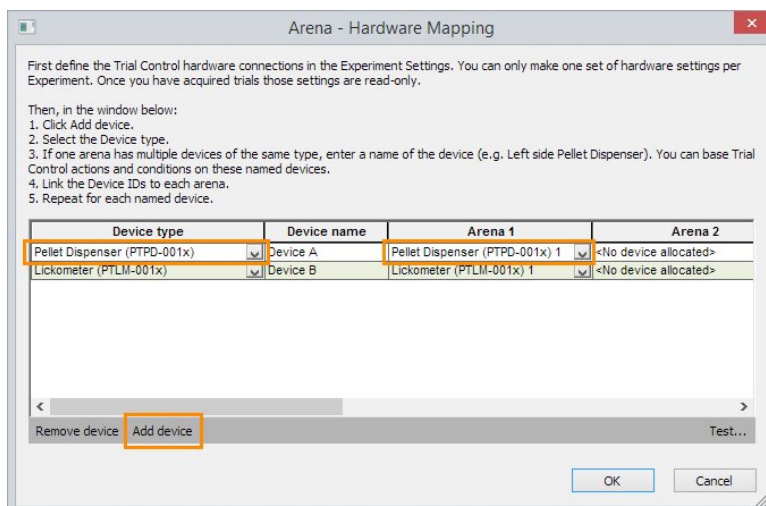 Arena - Hardware Mapping
First define the Trial Control hardware connections in the Experiment Settings. You can only make one set of hardware settings per
Experiment. Once you have acquired trials those settings are read-only.
Then, in the window below:
1. Click Add device.
2. Select the Device type.
3. If one arena has multiple devices of the same type, enter a name of the device (e.g. Left side Pellet Dispenser). You can base Trial
Control actions and conditions on these named devices.
4. Link the Device IDs to each arena.
5. Repeat for each named device.
Device type Device name Arena 1 Arena 2
Pellet Dispenser (PTPD-001x) Device A Pellet Dispenser (PTPD-001x) 1 <No device allocated>
Lickometer (PTLM-001x) Device B Lickometer (PTLM-001x) 1 <No device allocated>
Remove device Add device Test...
OK Cancel